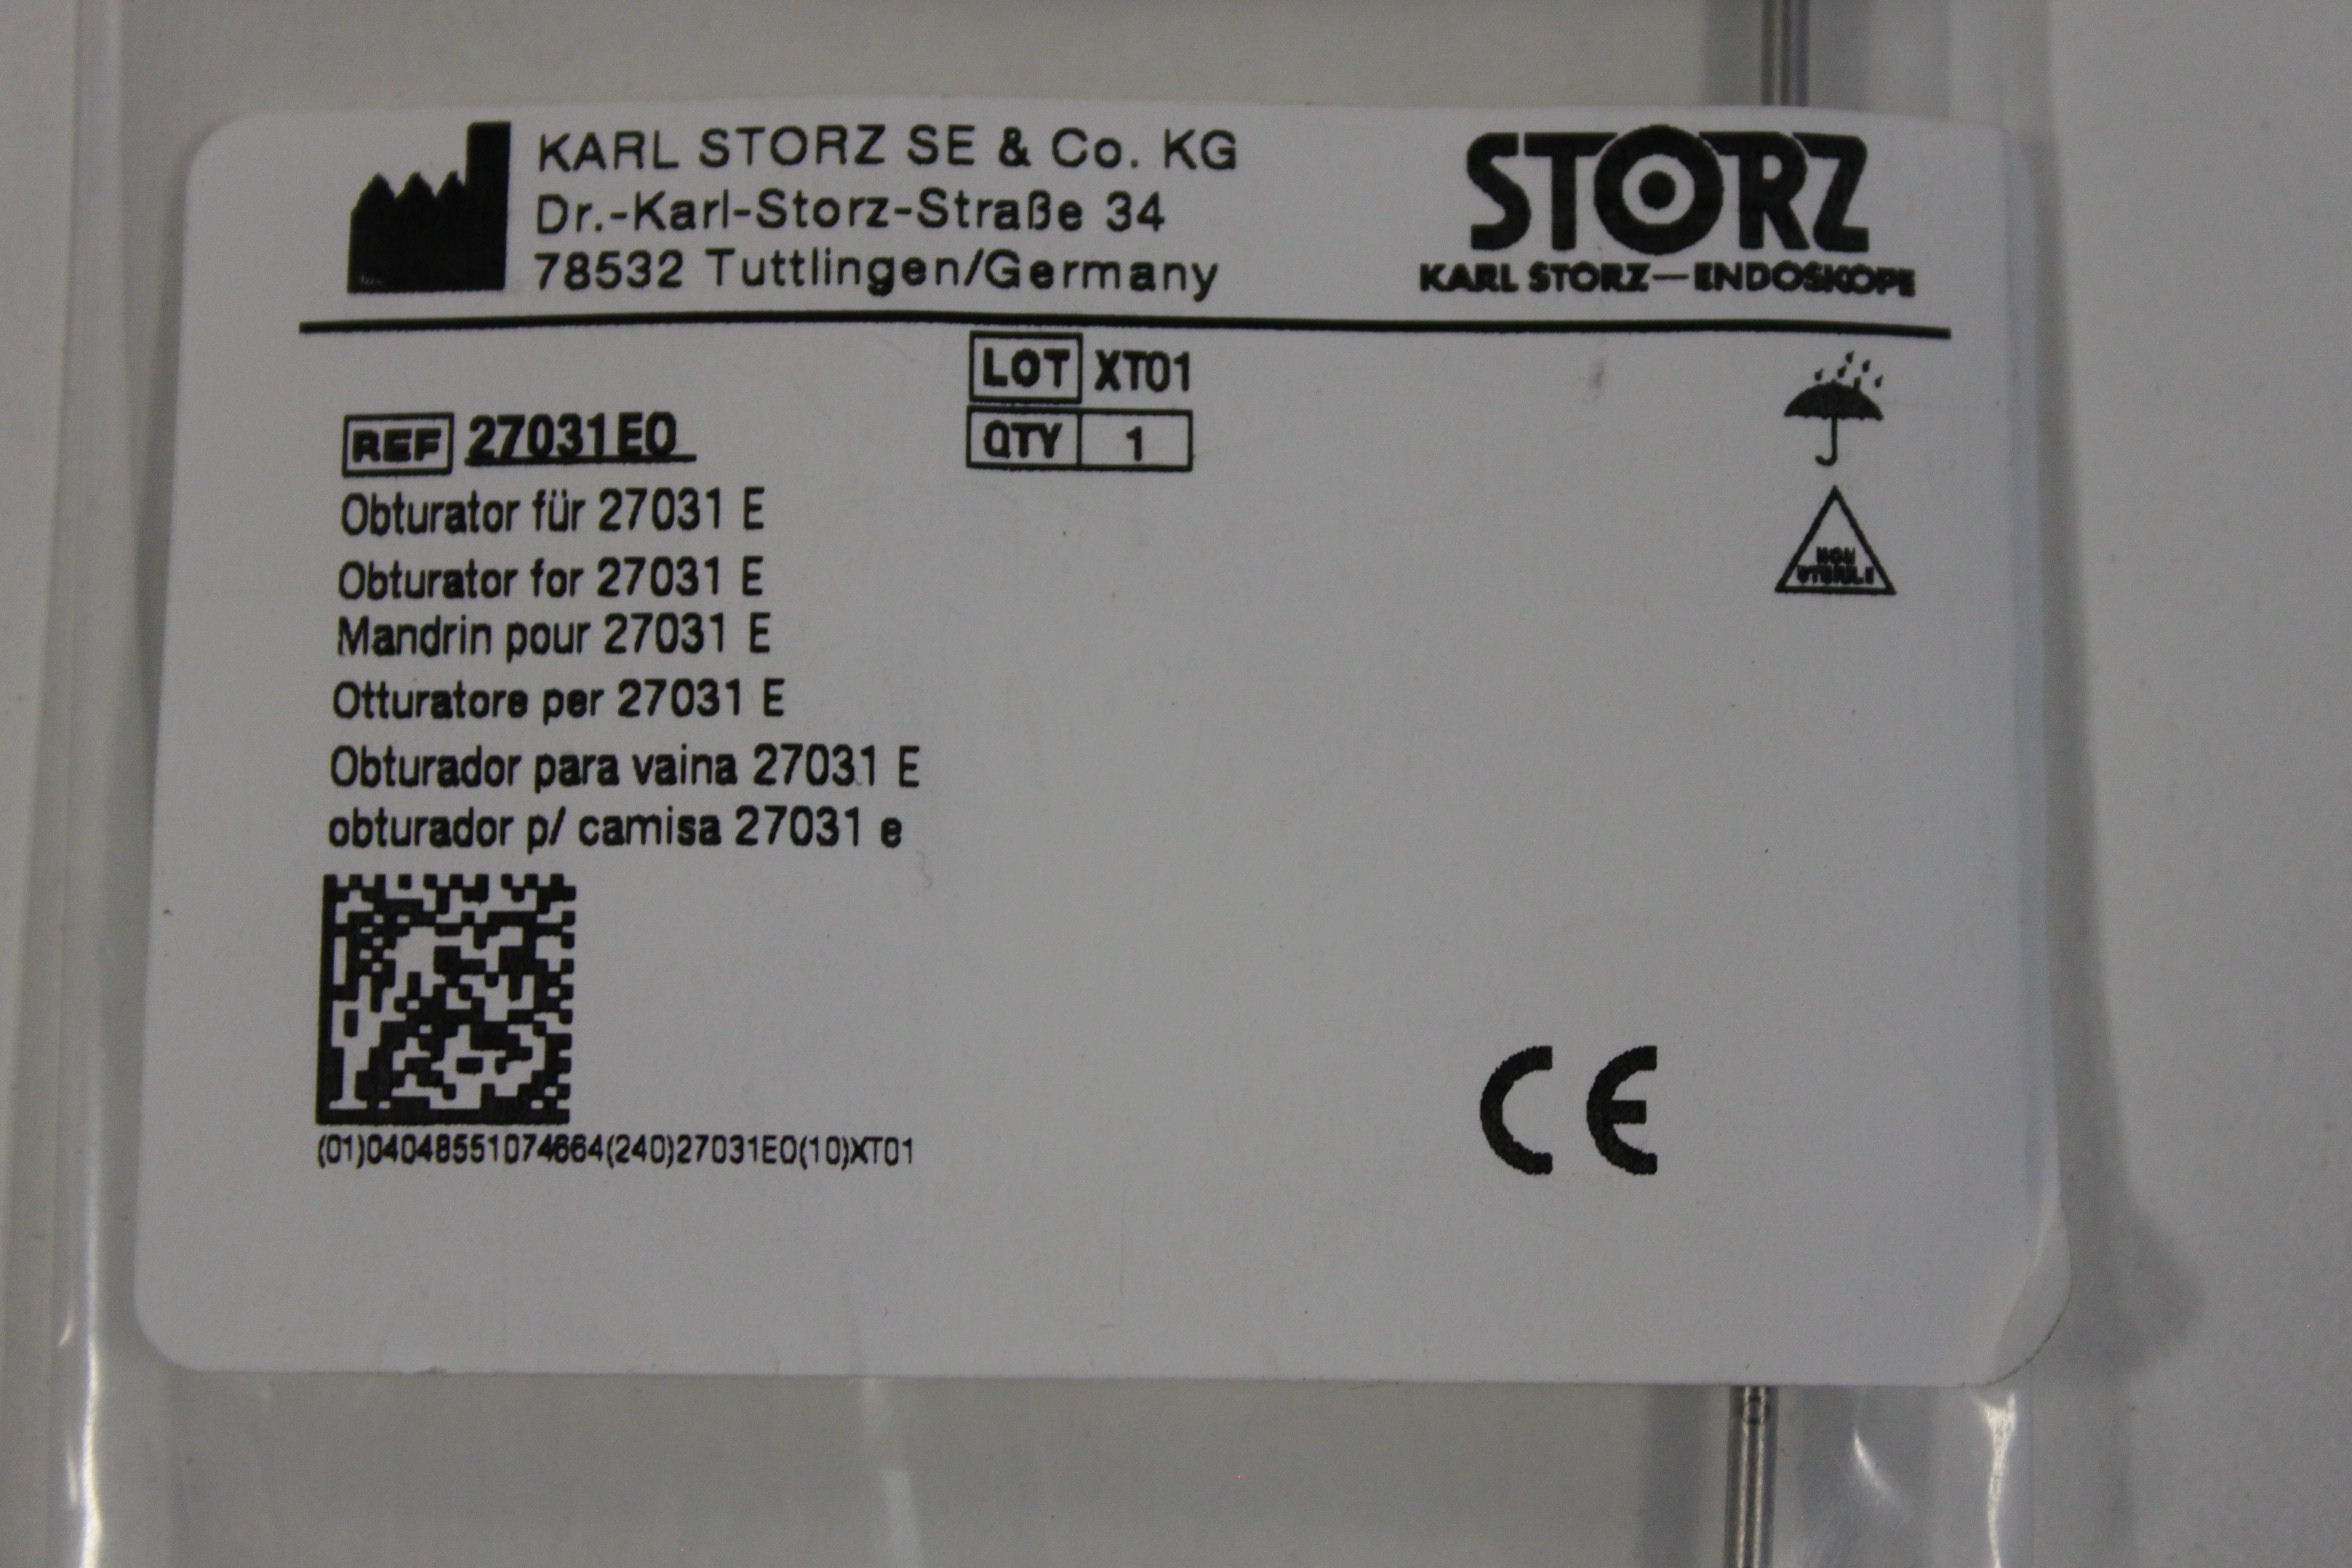 KARL STORZ SE & Co. KG
Dr.-Karl-Storz-Straße 34
78532 Tuttlingen/Germany
STORZ
KARL STORZ—ENDOSKOPE
LOT XT01
QTY 1
REF 27031EO
Obturator für 27031 E
Obturator for 27031 E
Mandrin pour 27031 E
Otturatore per 27031 E
Obturador para vaina 27031 E
obturador p/ camisa 27031 e
NON
STERILE
(01)04048551074664(240)27031EO(10)XT01
CE